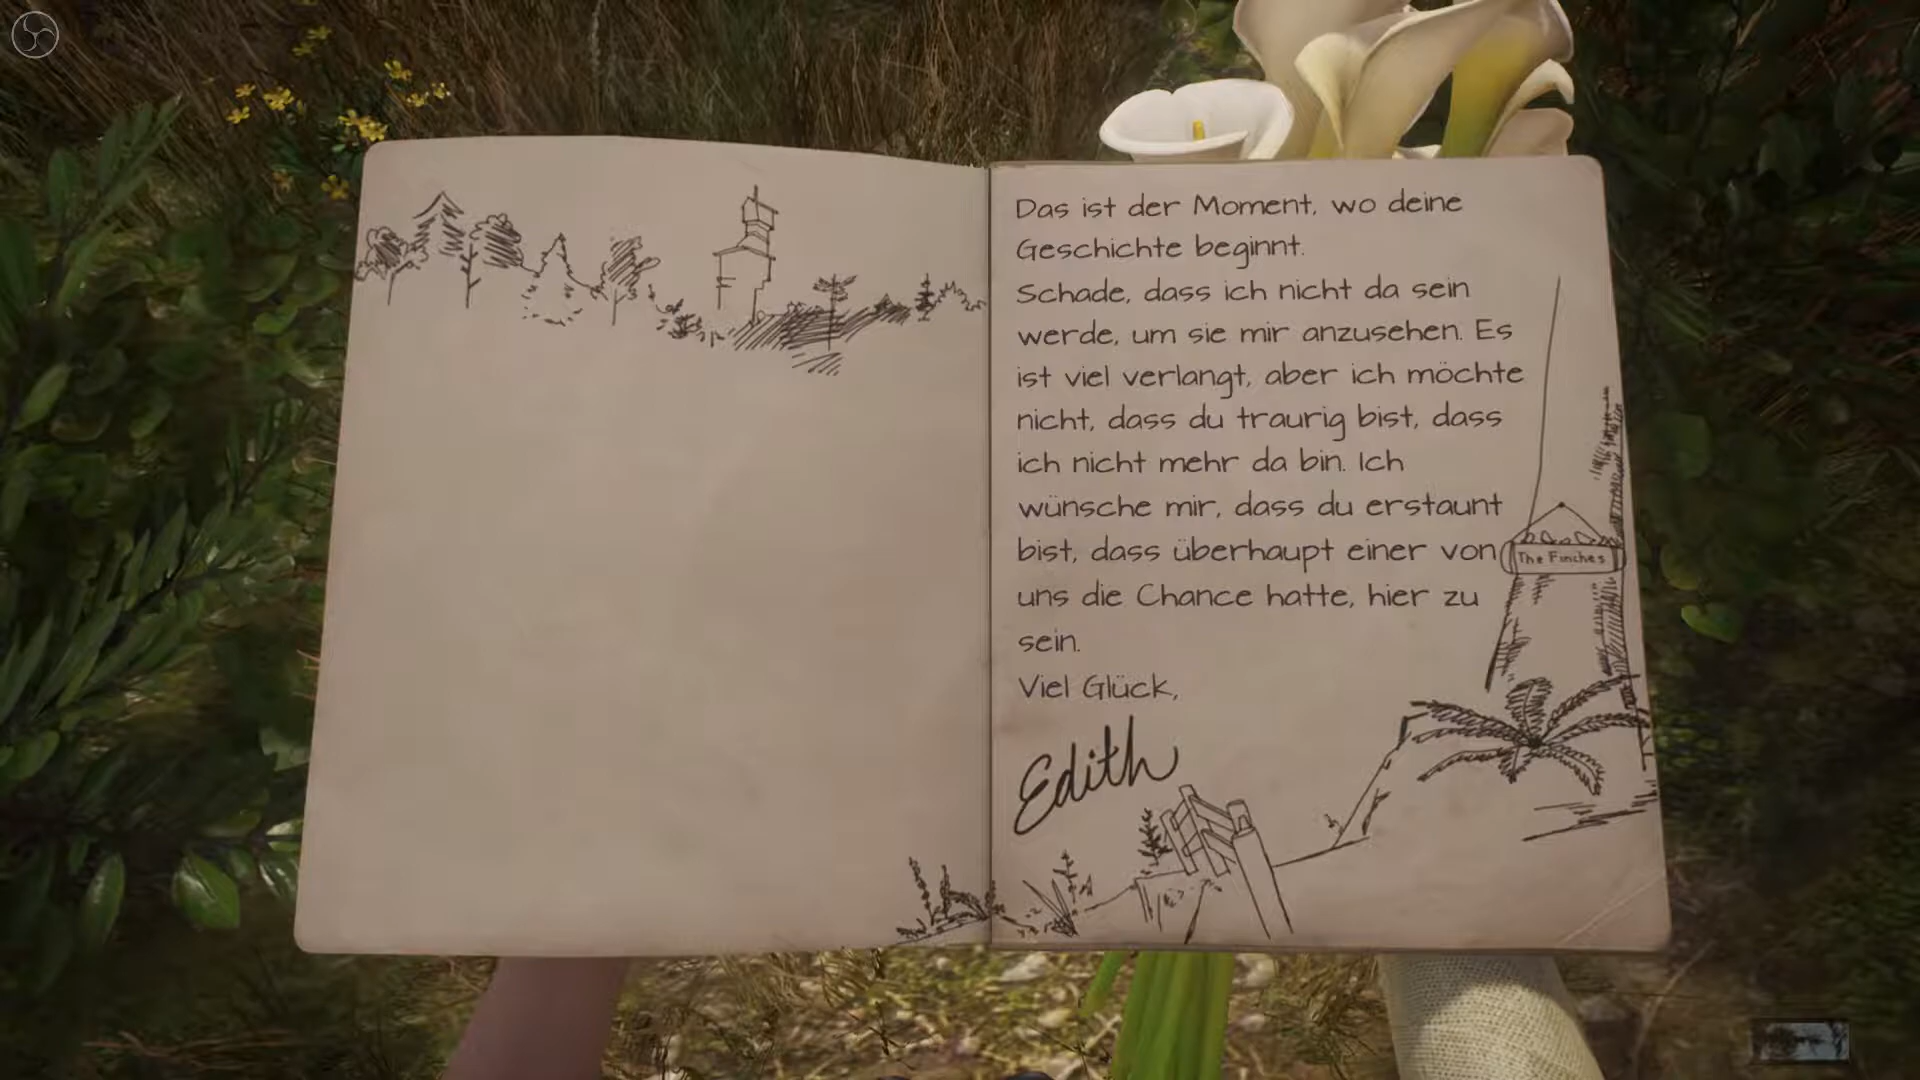 Das ist der Moment, wo deine
Geschichte beginnt.
Schade, dass ich nicht da sein
werde, um sie mir anzusehen. Es
ist viel verlangt, aber ich möchte
nicht, dass du traurig bist, dass
ich nicht mehr da bin. Ich
wünsche mir, dass du erstaunt
bist, dass überhaupt einer von
uns die Chance hatte, hier zu
sein.
Viel Glück,
Edith
The Finches